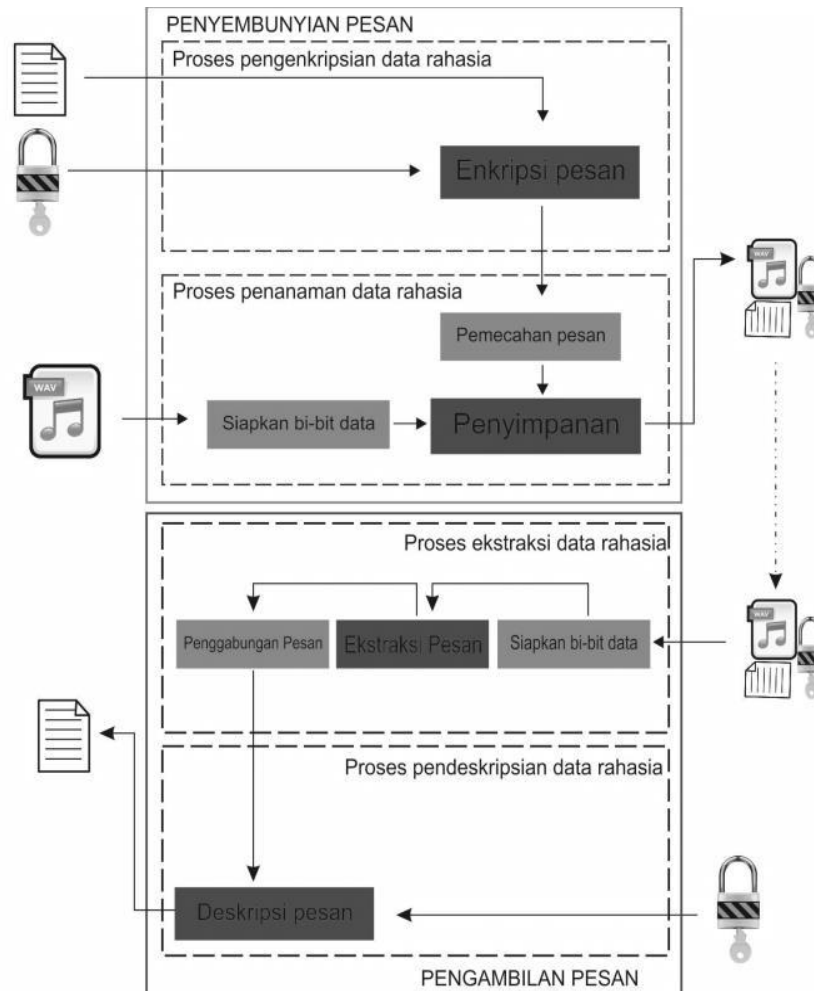 PENYEMBUNYIAN PESAN
Proses pengenkripsian data rahasia
Enkripsi pesan
Proses penanaman data rahasia
Pemecahan pesan
WAV
Siapkan bi-bit data
Penyimpanan
WAV
Proses ekstraksi data rahasia
Penggabungan Pesan
Ekstraksi Pesan
Siapkan bi-bit data
WAV
Proses pendeskripsian data rahasia
Deskripsi pesan
PENGAMBILAN PESAN